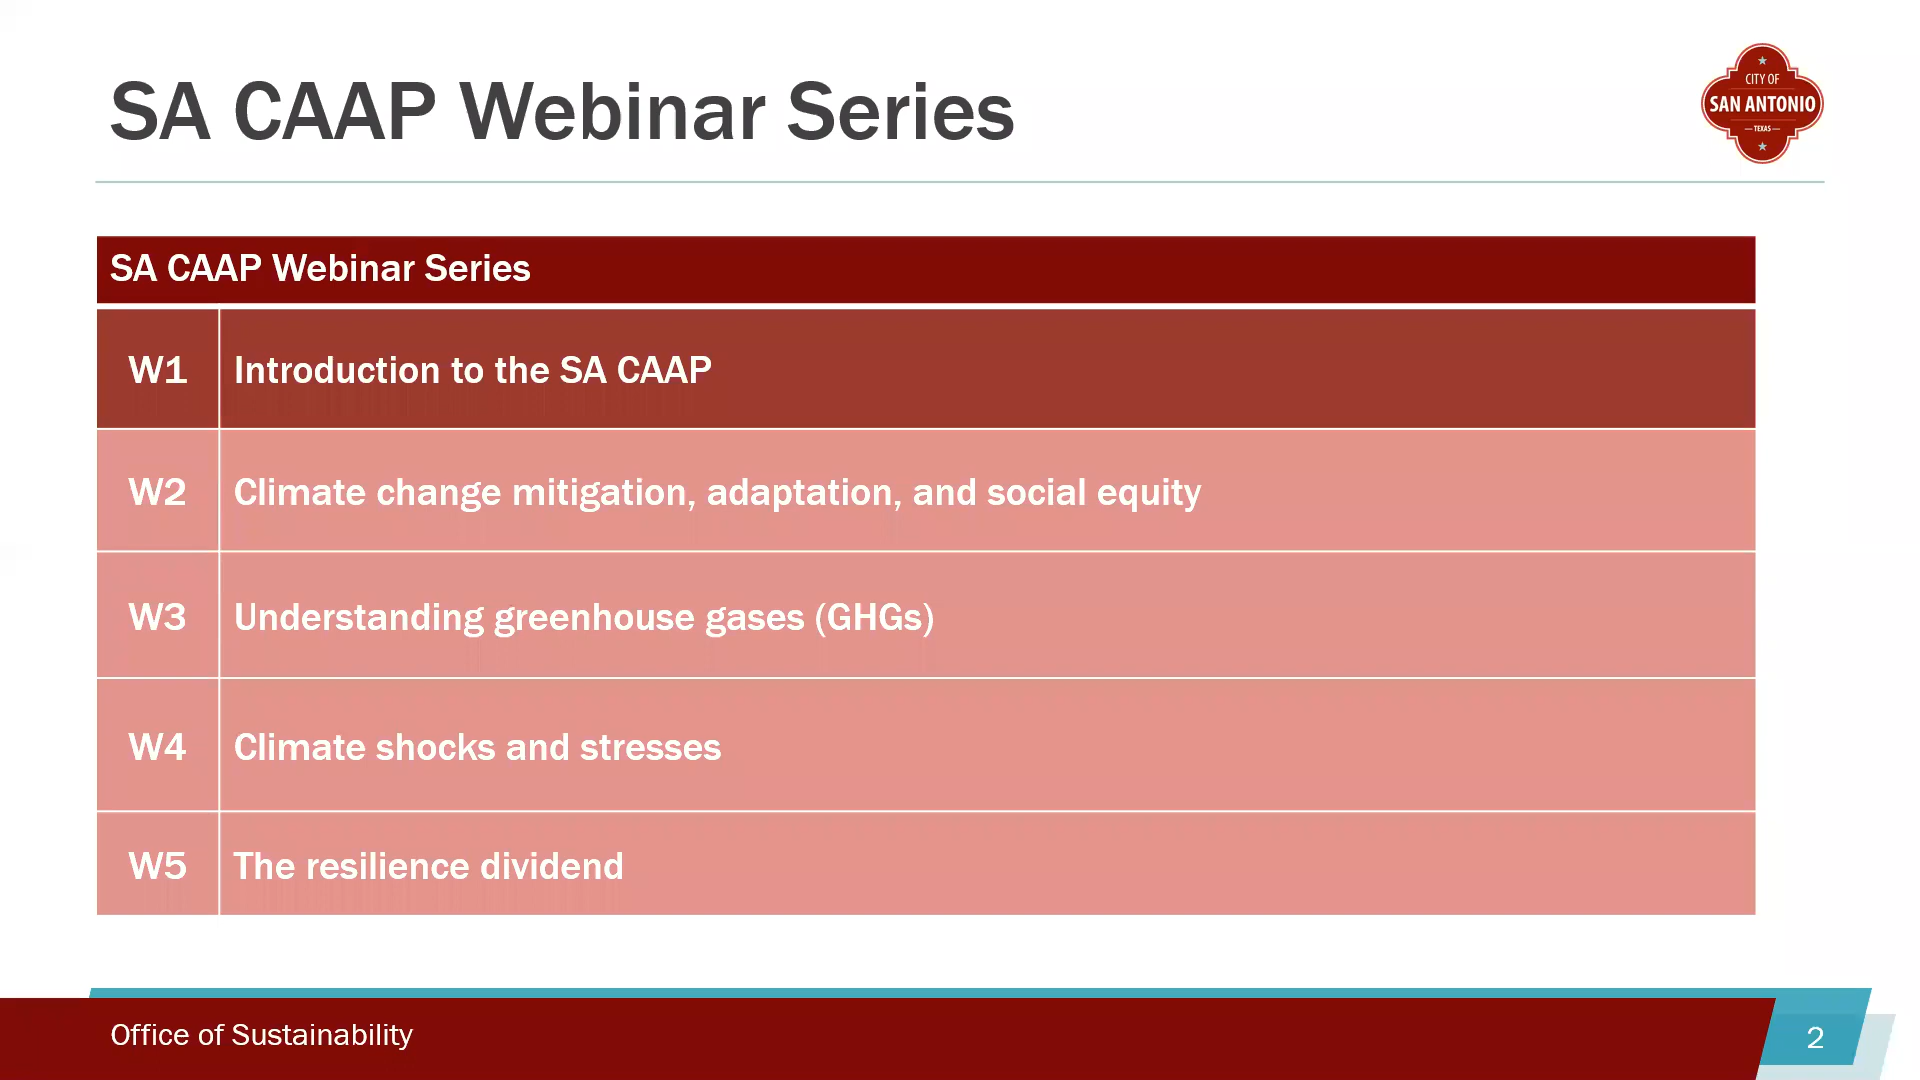 SA CAAP Webinar Series
CITY OF
SAN ANTONIO
TEXAS
SA CAAP Webinar Series
W1 Introduction to the SA CAAP
W2 Climate change mitigation, adaptation, and social equity
W3 Understanding greenhouse gases (GHGs)
W4 Climate shocks and stresses
W5 The resilience dividend
Office of Sustainability
2